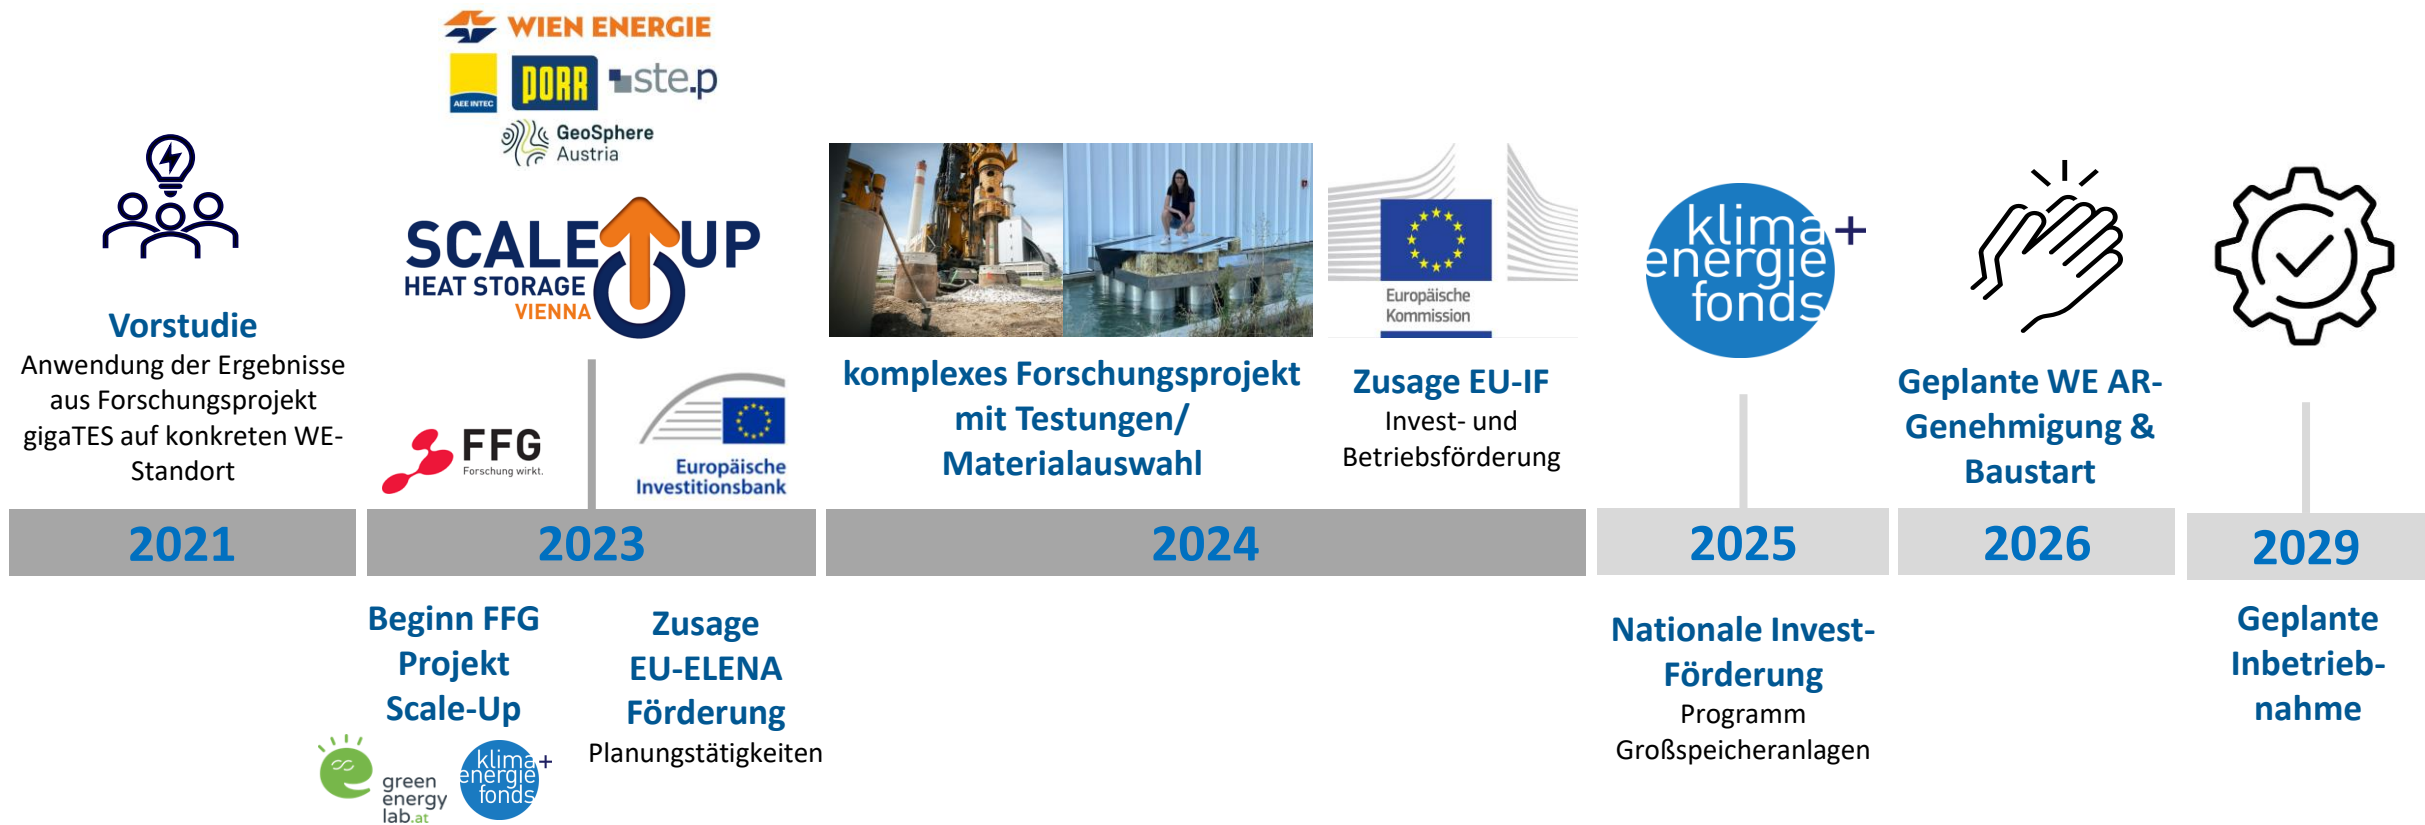 WIEN ENERGIE
AEE INTEC
PORR
ste.p
GeoSphere
Austria
SCALE UP
HEAT STORAGE
VIENNA
Vorstudie
Anwendung der Ergebnisse
aus Forschungsprojekt
gigaTES auf konkreten WE-
Standort
FFG
Forschung wirkt.
Europäische
Investitionsbank
komplexes Forschungsprojekt
mit Testungen/
Materialauswahl
Europäische
Kommission
Zusage EU-IF
Invest- und
Betriebsförderung
klima+
energie
fonds
Geplante WE AR-
Genehmigung &
Baustart
2021
2023
2024
2025
2026
2029
Beginn FFG
Projekt
Scale-Up
green
energy
lab.at
klima+
energie
fonds
Zusage
EU-ELENA
Förderung
Planungstätigkeiten
Nationale Invest-
Förderung
Programm
Großspeicheranlagen
Geplante
Inbetrieb-
nahme